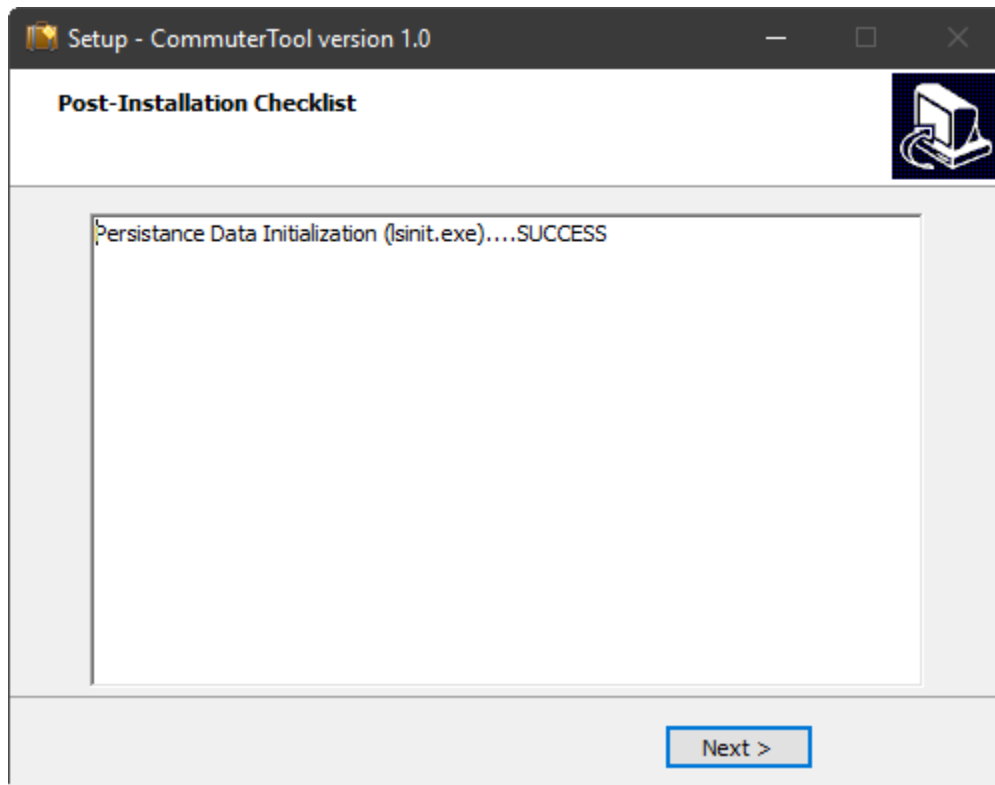 Setup - CommuterTool version 1.0
Post-Installation Checklist
Persistance Data Initialization (lsinit.exe)....SUCCESS
Next >